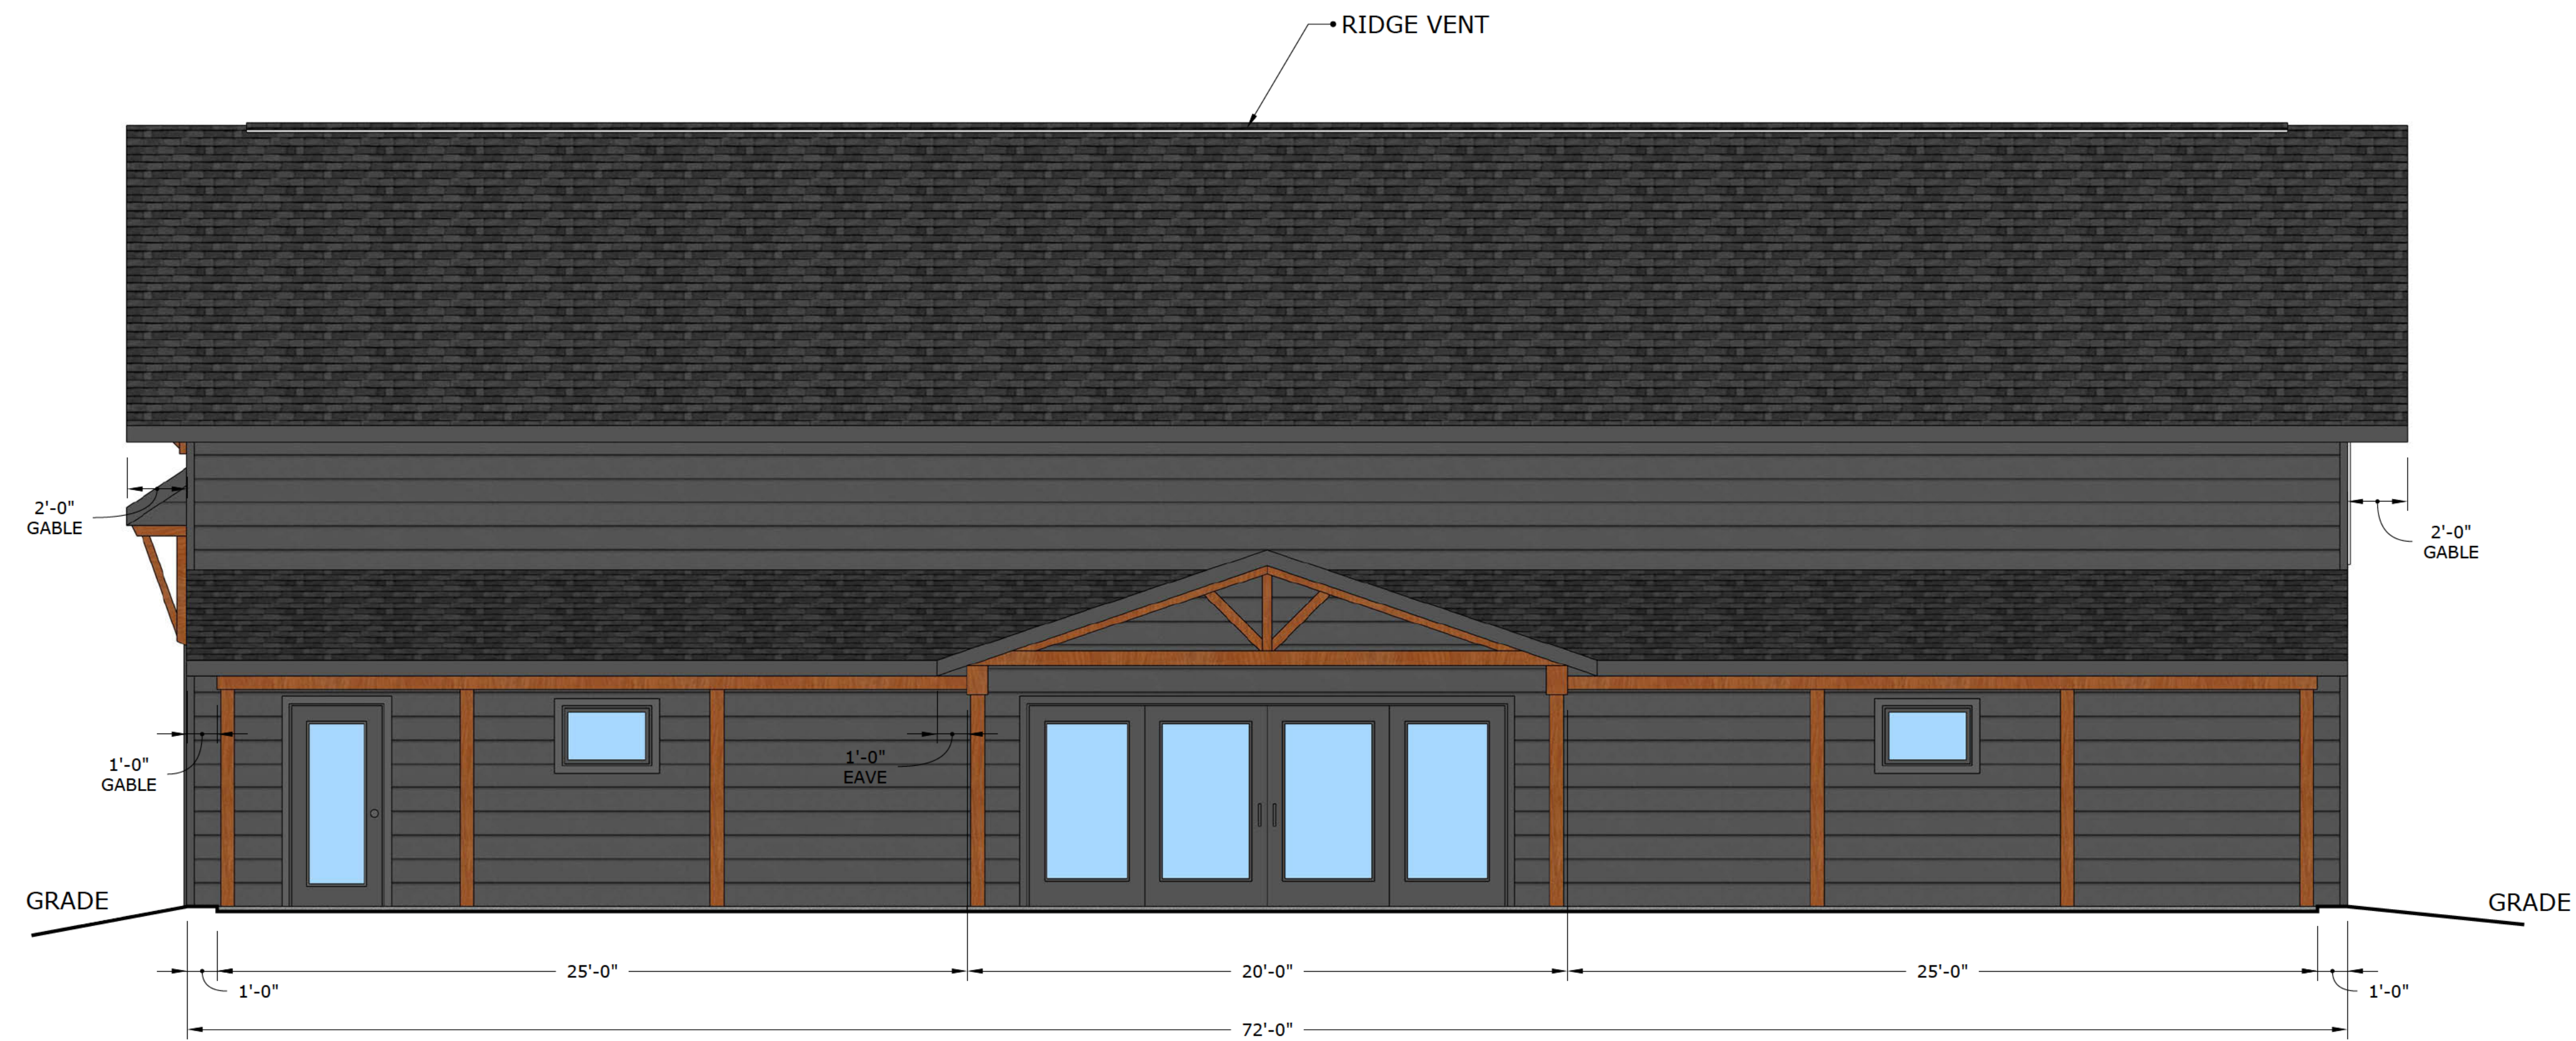 RIDGE VENT
2'-0"
GABLE
2'-0"
GABLE
1'-0"
GABLE
1'-0"
EAVE
GRADE
GRADE
25'-0"
20'-0"
25'-0"
1'-0"
1'-0"
72'-0"